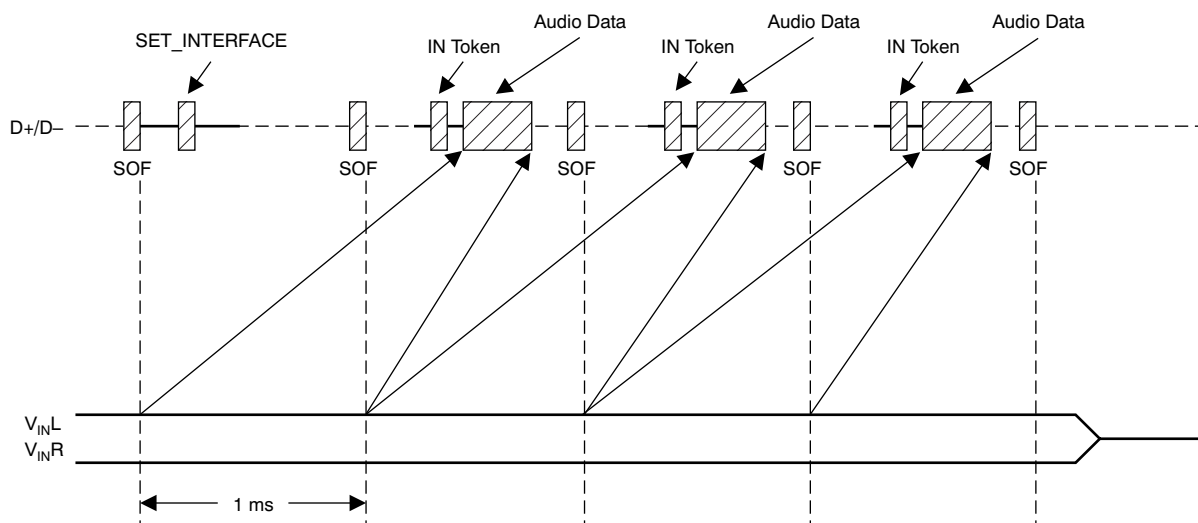 SET_INTERFACE
IN Token
Audio Data
IN Token
Audio Data
IN Token
Audio Data
D+/D–
SOF
SOF
SOF
SOF
SOF
VINL
VINR
1 ms